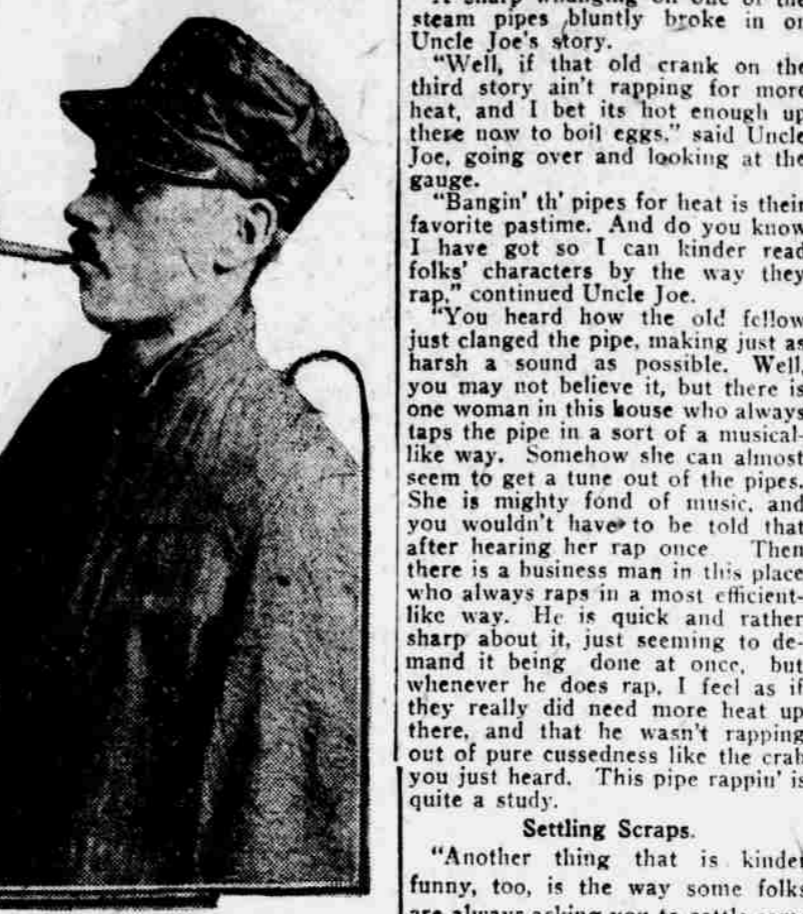 steam pipes bluntly broke in on
Uncle Joe's story.
"Well, if that old crank on the
third story ain't rapping for more
heat, and I bet its hot enough up
there now to boil eggs," said Uncle
Joe, going over and looking at the
gauge.
"Bangin' th' pipes for heat is their
favorite pastime. And do you know
I have got so I can kinder read
folks' characters by the way they
rap," continued Uncle Joe.
"You heard how the old fellow
just clanged the pipe, making just as
harsh a sound as possible. Well,
you may not believe it, but there is
one woman in this house who always
taps the pipe in a sort of a musical-
like way. Somehow she can almost
seem to get a tune out of the pipes.
She is mighty fond of music, and
you wouldn't have to be told that
after hearing her rap once Then
there is a business man in this place
who always raps in a most efficient-
like way. He is quick and rather
sharp about it, just seeming to de-
mand it being done at once, but
whenever he does rap, I feel as if
they really did need more heat up
there, and that he wasn't rapping
out of pure cussedness like the crab
you just heard. This pipe rappin' is
quite a study.
Settling Scraps.
"Another thing that is kinder
funny, too, is the way some folks